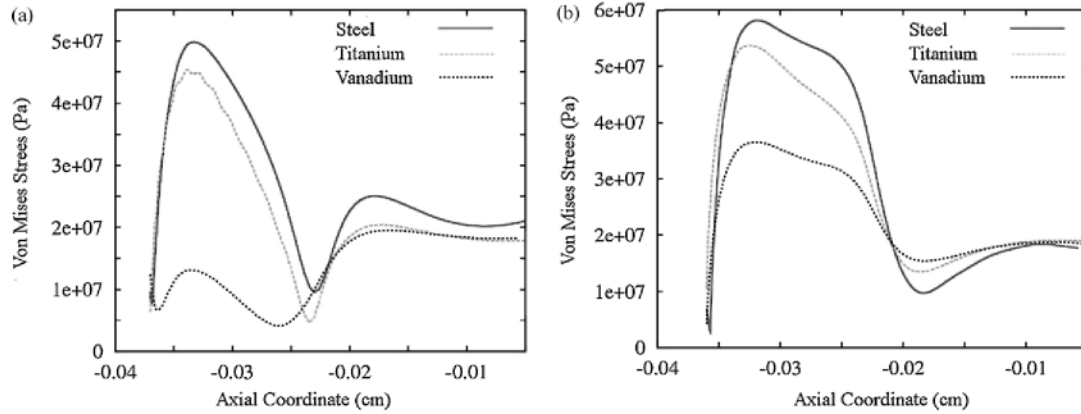 (a)
Steel
Titanium
Vanadium
5e+07
4e+07
3e+07
2e+07
1e+07
0
Von Mises Strees (Pa)
-0.04
-0.03
-0.02
-0.01
Axial Coordinate (cm)
(b)
Steel
Titanium
Vanadium
6e+07
5e+07
4e+07
3e+07
2e+07
1e+07
0
Von Mises Strees (Pa)
-0.04
-0.03
-0.02
-0.01
Axial Coordinate (cm)